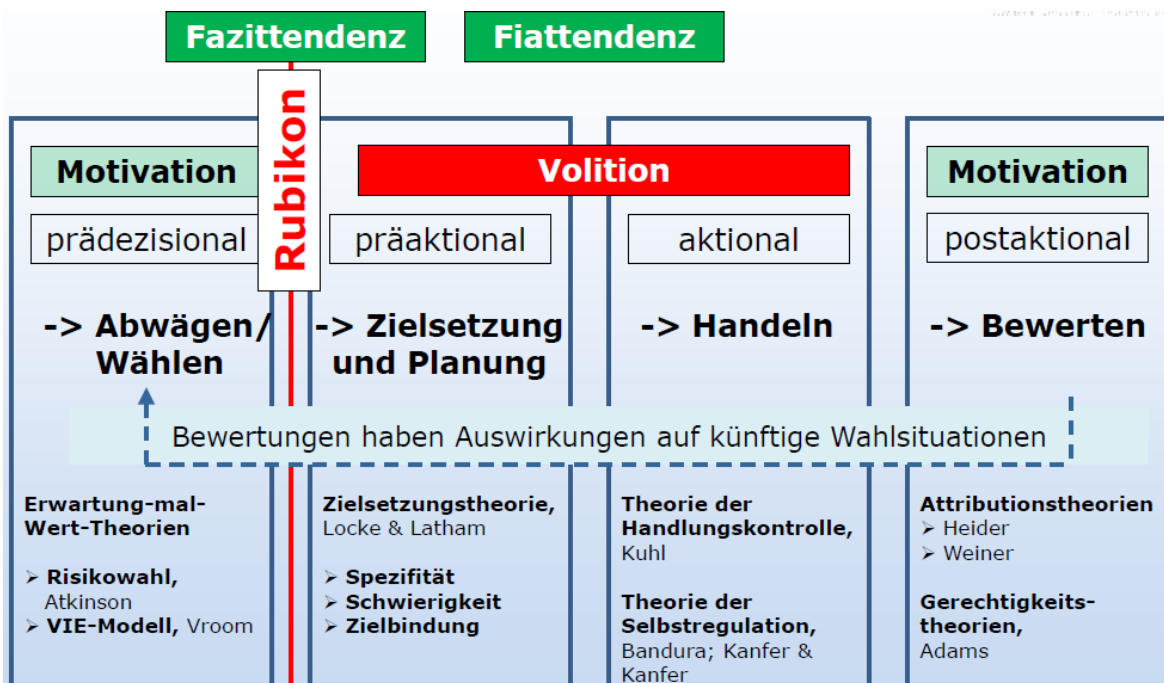 Fazittendenz
Fiattendenz
Rubikon
Motivation
Volition
Motivation
prädezisional
präaktional
aktional
postaktional
-> Abwägen/
Wählen
-> Zielsetzung
und Planung
-> Handeln
-> Bewerten
Bewertungen haben Auswirkungen auf künftige Wahlsituationen
Erwartung-mal-
Wert-Theorien
➢ Risikowahl,
Atkinson
➢ VIE-Modell, Vroom
Zielsetzungstheorie,
Locke & Latham
➢ Spezifität
➢ Schwierigkeit
➢ Zielbindung
Theorie der
Handlungskontrolle,
Kuhl
Theorie der
Selbstregulation,
Bandura; Kanfer &
Kanfer
Attributionstheorien
➢ Heider
➢ Weiner
Gerechtigkeits-
theorien,
Adams